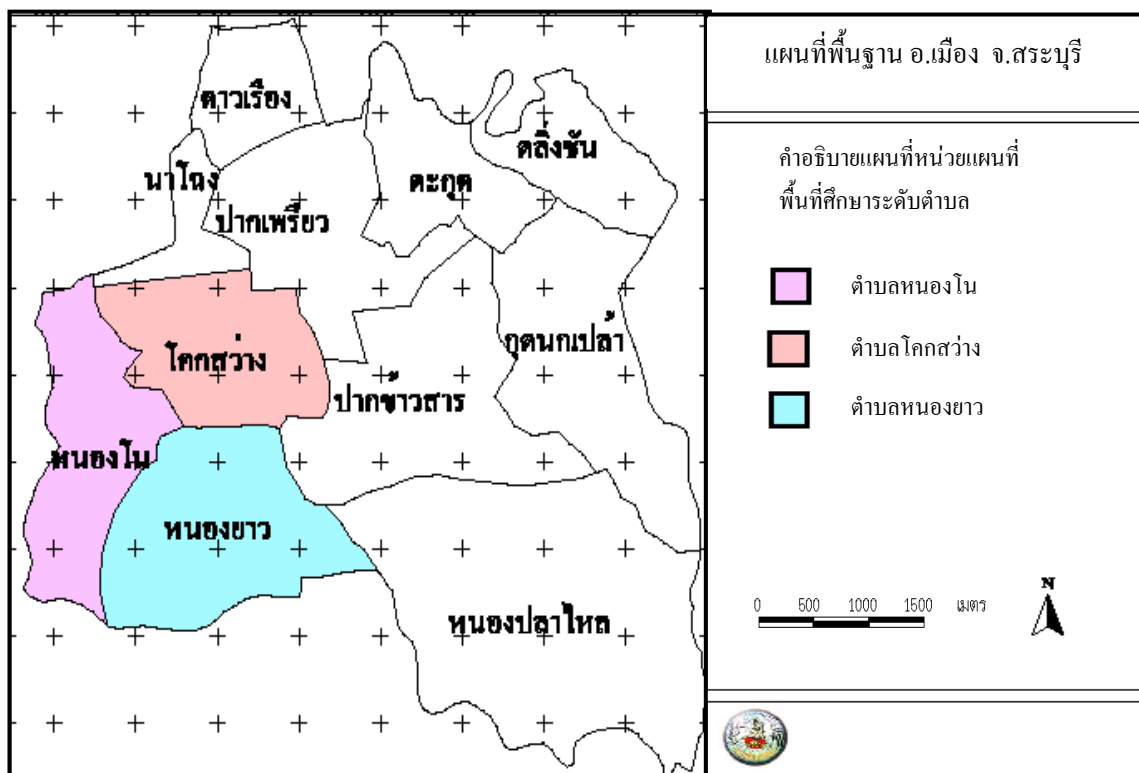 แผนที่พื้นฐาน อ.เมือง จ.สระบุรี
คำอธิบายแผนที่หน่วยแผนที่
พื้นที่ศึกษาระดับตำบล
ตำบลหนองโน
ตำบลโคกสว่าง
ตำบลหนองยาว
0 500 1000 1500 เมตร
N
ดาวเรือง
ตลิ่งชัน
นาโฉง
ตะกุด
ปากเพรียว
กุดนกเปล้า
โคกสว่าง
ปากข้าวสาร
หนองโน
หนองยาว
หนองปลาไหล